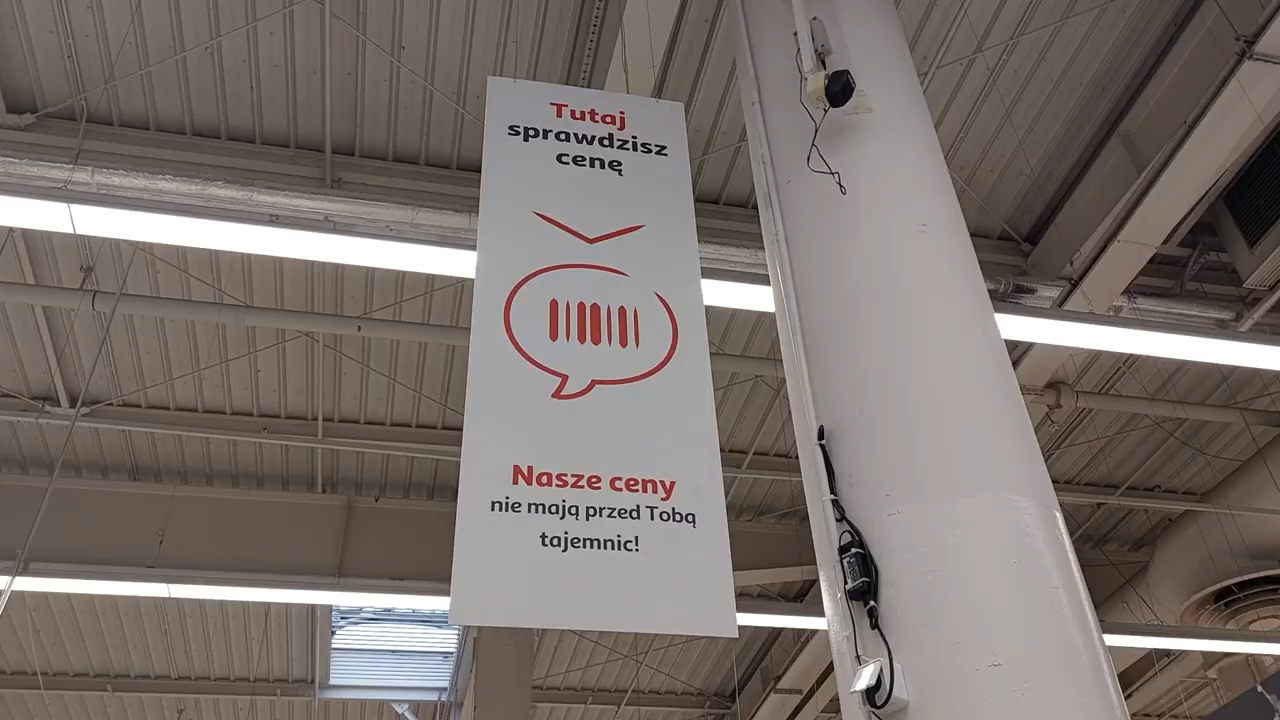 Tutaj
sprawdzisz
cenę
Nasze ceny
nie mają przed Tobą
tajemnic!